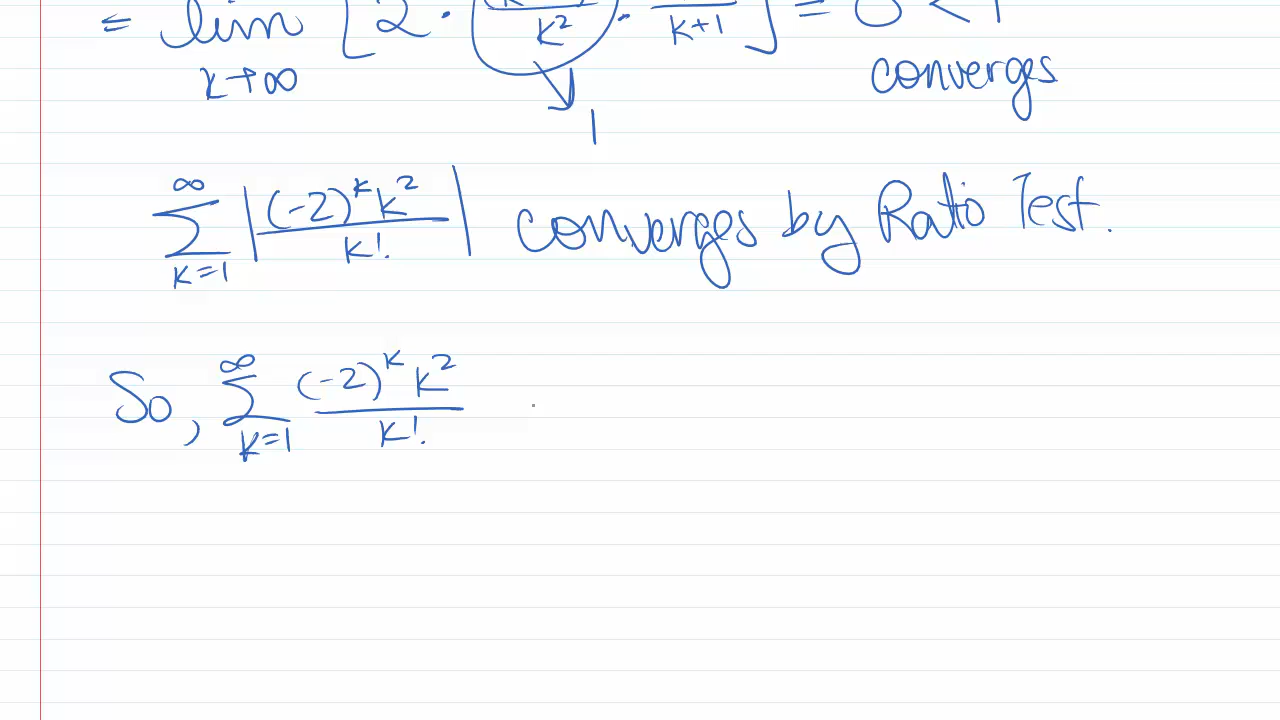 = lim k→∞ [2 · (k / k² · / k+1] = 0 < 1
converges
1
∞ Σ k=1 |(-2)^k k² / k!| converges by Ratio Test.
So, ∞ Σ k=1 (-2)^k k² / k!